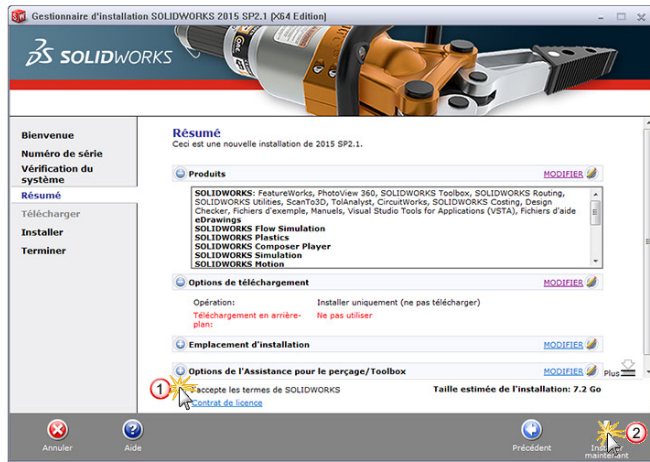 Gestionnaire d'installation SOLIDWORKS 2015 SP2.1 (X64 Edition)
SOLIDWORKS
Bienvenue
Numéro de série
Vérification du
système
Résumé
Télécharger
Installer
Terminer
Résumé
Ceci est une nouvelle installation de 2015 SP2.1.
Produits MODIFIER
SOLIDWORKS: FeatureWorks, PhotoView 360, SOLIDWORKS Toolbox, SOLIDWORKS Routing,
SOLIDWORKS Utilities, ScanTo3D, TolAnalyst, CircuitWorks, SOLIDWORKS Costing, Design
Checker, Fichiers d'exemple, Manuels, Visual Studio Tools for Applications (VSTA), Fichiers d'aide
eDrawings
SOLIDWORKS Flow Simulation
SOLIDWORKS Plastics
SOLIDWORKS Composer Player
SOLIDWORKS Simulation
SOLIDWORKS Motion
Options de téléchargement MODIFIER
Opération: Installer uniquement (ne pas télécharger)
Téléchargement en arrière- Ne pas utiliser
plan:
Emplacement d'installation MODIFIER
Options de l'Assistance pour le perçage/Toolbox MODIFIER
Plus
1
J'accepte les termes de SOLIDWORKS Taille estimée de l'installation: 7.2 Go
Contrat de licence
2
Annuler Aide Précédent
maintenant